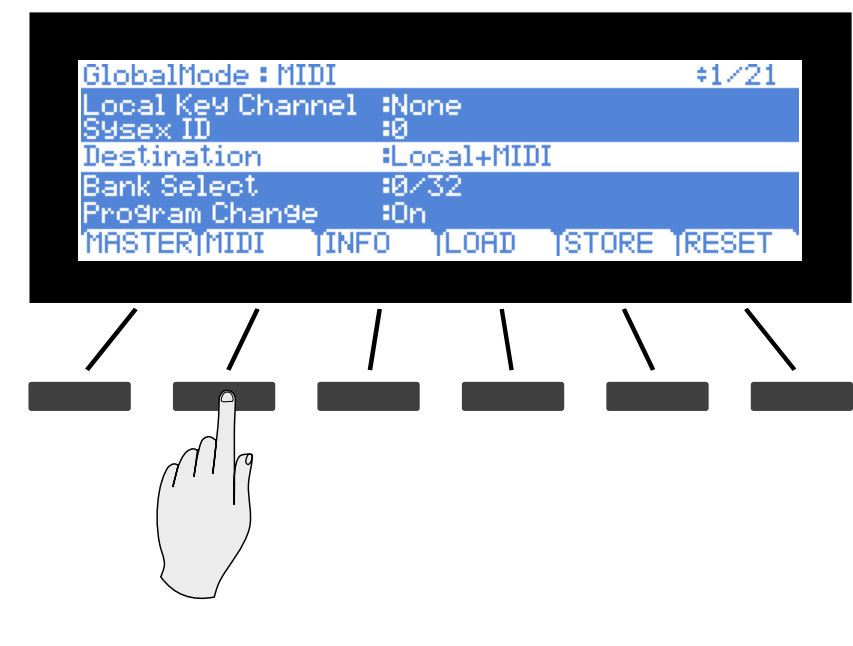 GlobalMode:MIDI 1/21
Local Key Channel :None
Sysex ID :0
Destination :Local+MIDI
Bank Select :0/32
Program Change :On
MASTER MIDI INFO LOAD STORE RESET